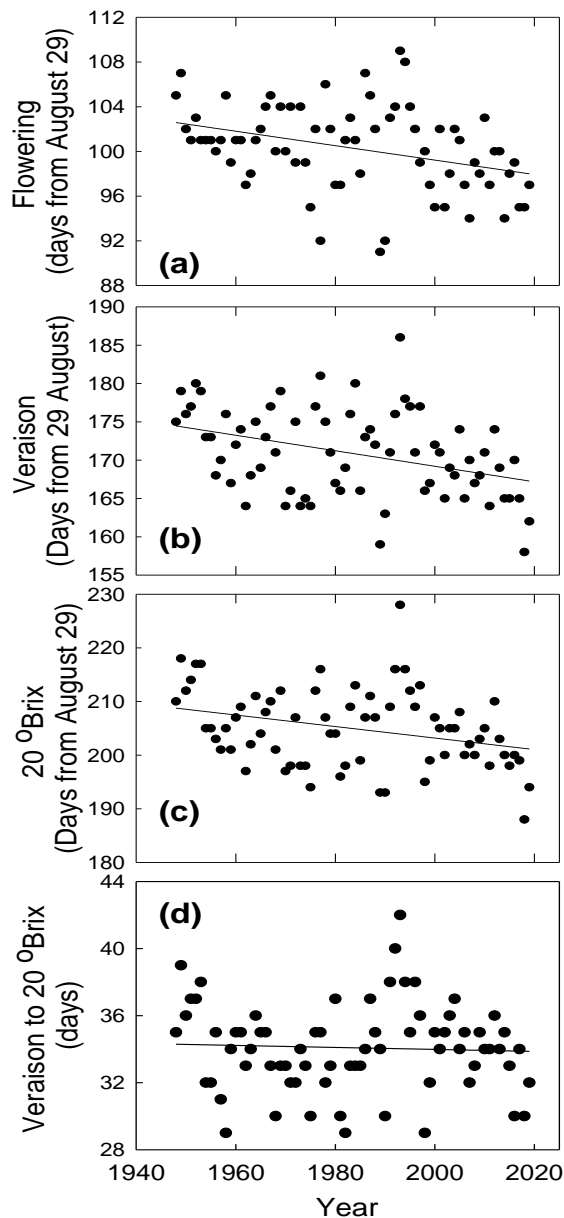 Flowering
(days from August 29)
112
108
104
100
96
92
88
(a)
Veraison
(Days from 29 August)
190
185
180
175
170
165
160
155
(b)
20 ºBrix
(Days from August 29)
230
220
210
200
190
180
(c)
Veraison to 20 ºBrix
(days)
44
40
36
32
28
(d)
1940 1960 1980 2000 2020
Year